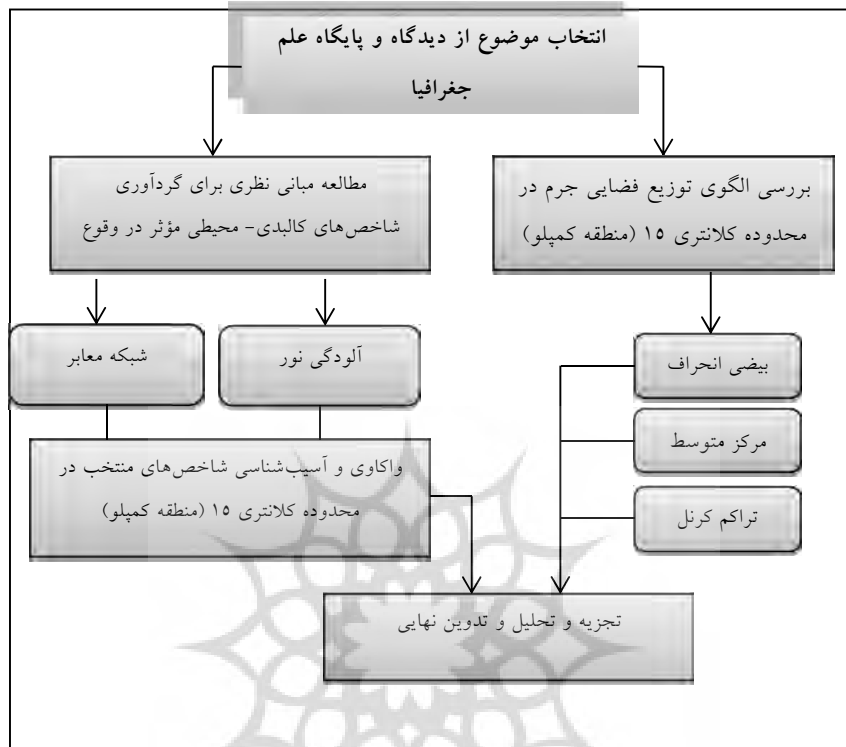 انتخاب موضوع از دیدگاه و پایگاه علم
جغرافیا
بررسی الگوی توزیع فضایی جرم در
محدوده کلانتری ۱۵ (منطقه کمپلو)
مطالعه مبانی نظری برای گردآوری
شاخص‌های کالبدی- محیطی مؤثر در وقوع
بیضی انحراف
مرکز متوسط
تراکم کرنل
آلودگی نور
شبکه معابر
واکاوی و آسیب‌شناسی شاخص‌های منتخب در
محدوده کلانتری ۱۵ (منطقه کمپلو)
تجزیه و تحلیل و تدوین نهایی